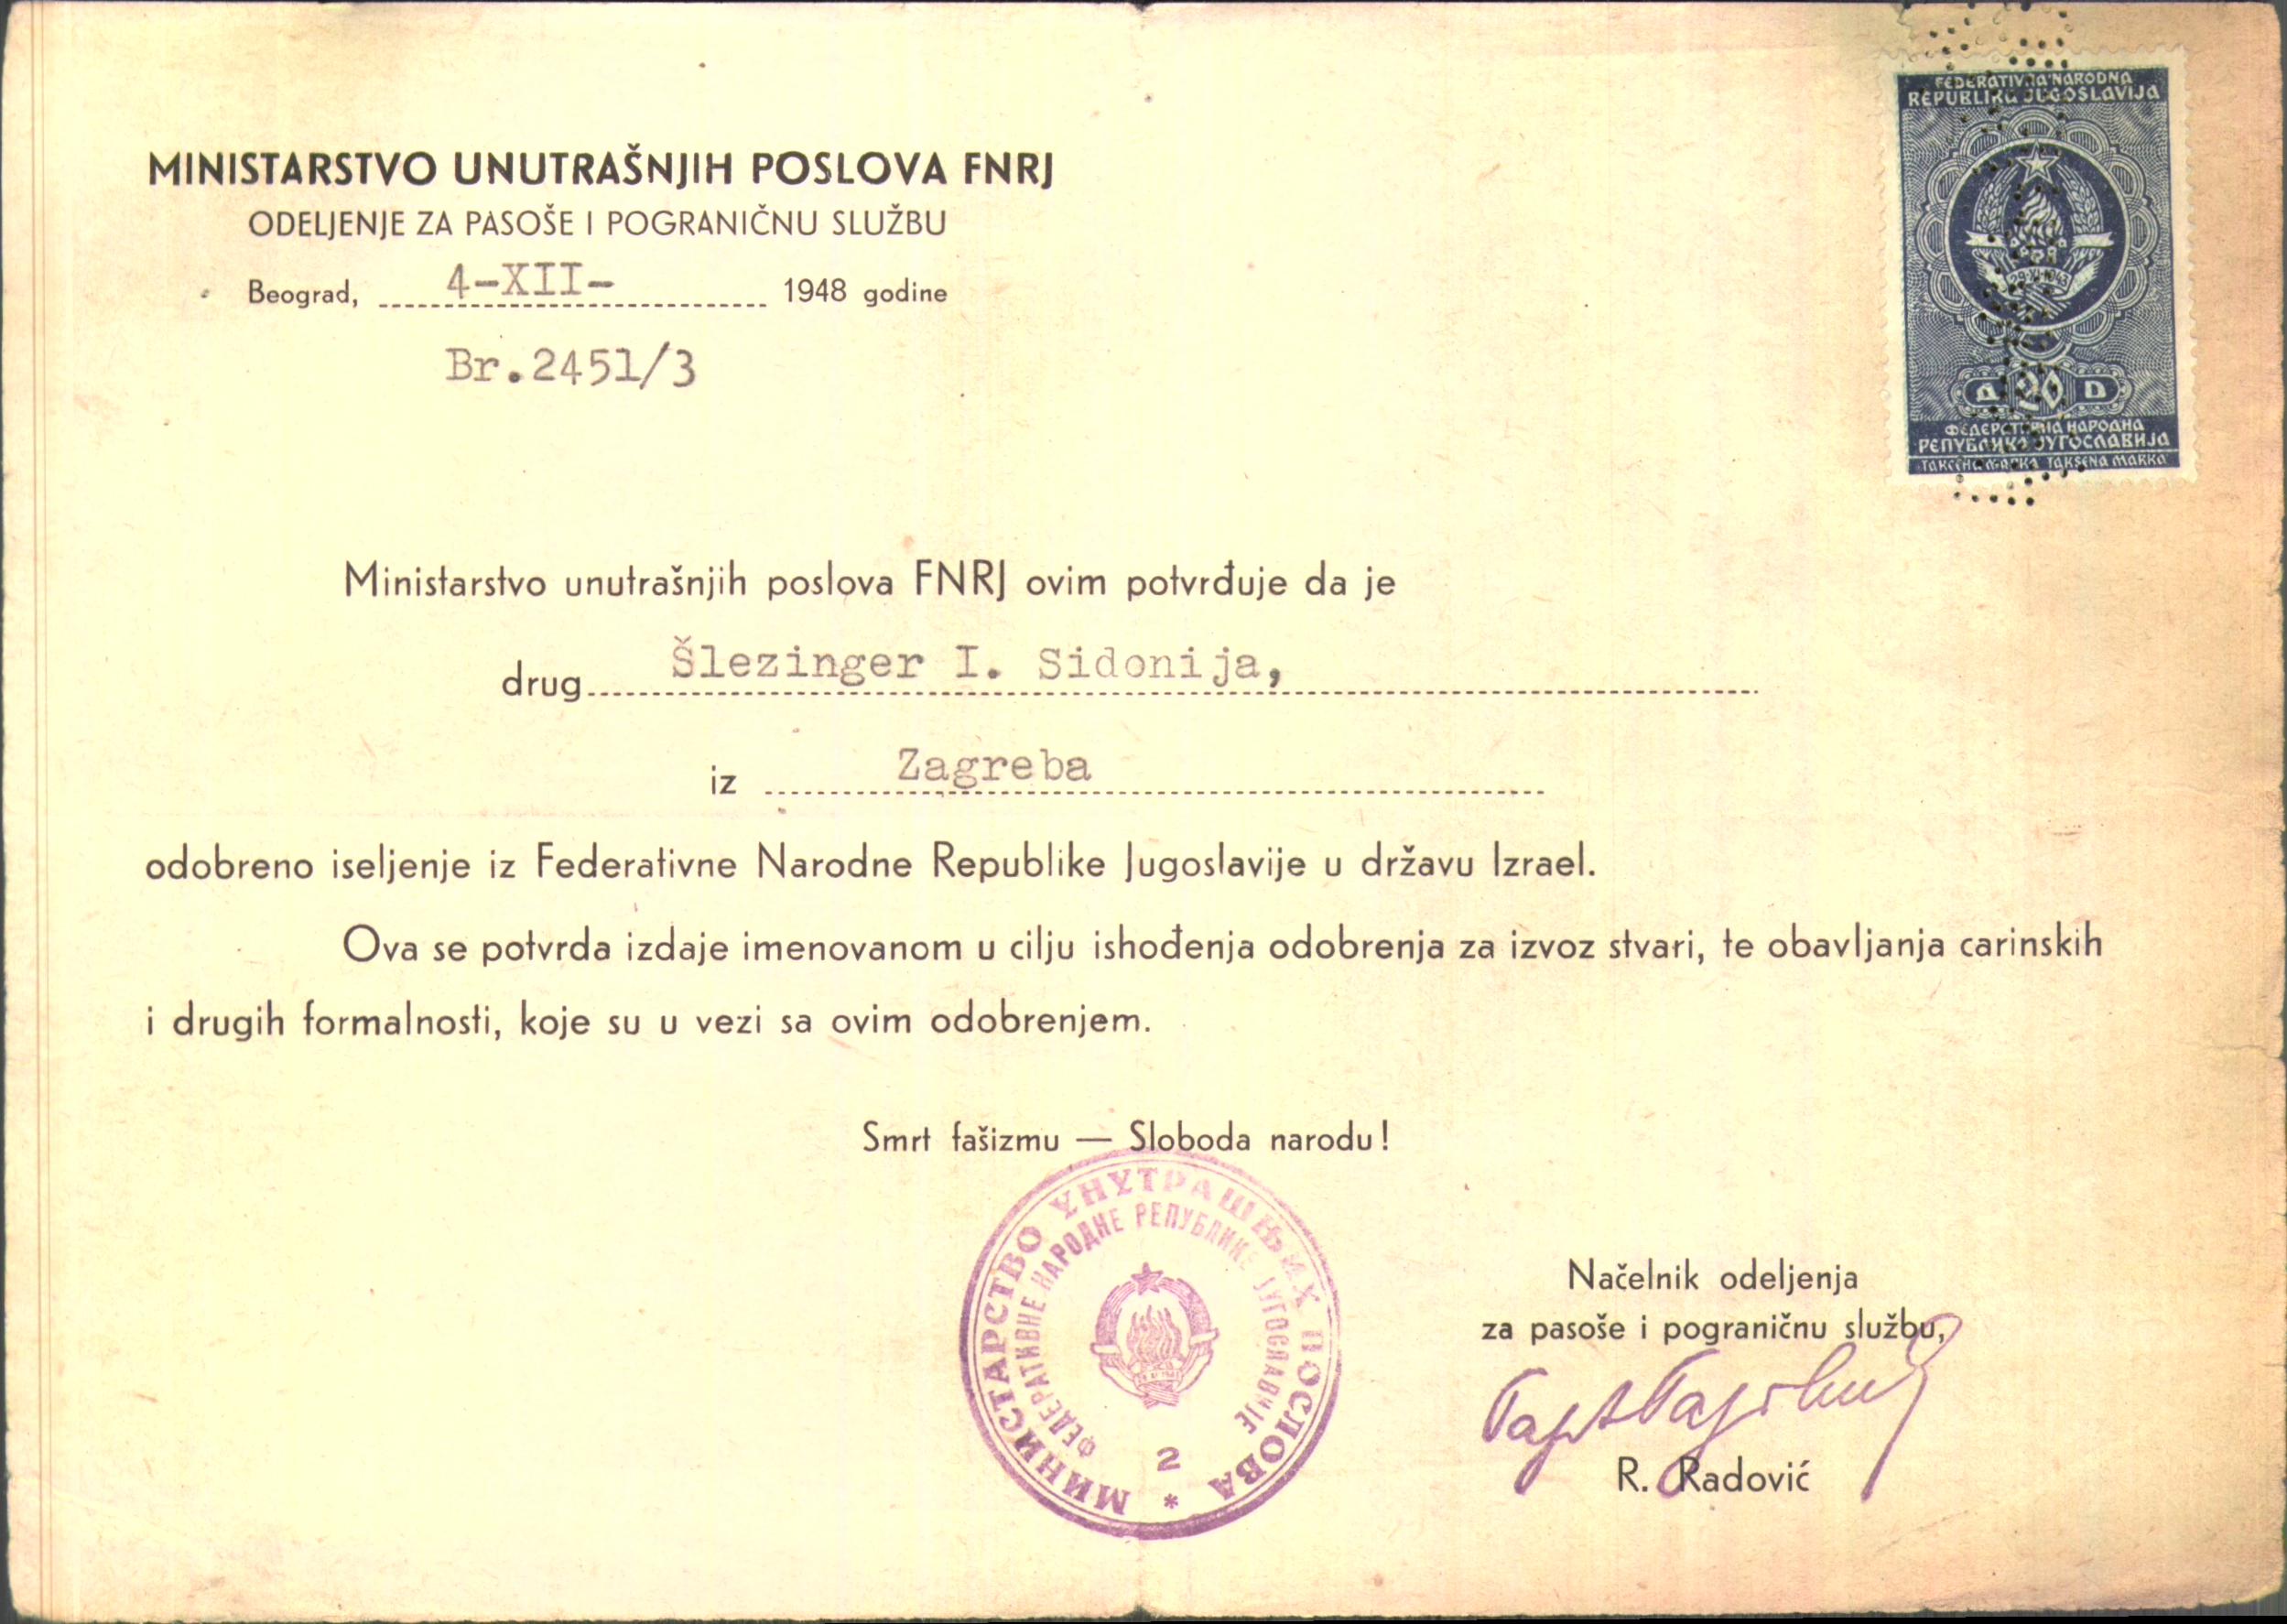 FEDERATIVNA NARODNA
REPUBLIKA JUGOSLAVIJA
Д 20 D
ФЕДЕРАТИВНА НАРОДНА
РЕПУБЛИКА ЈУГОСЛАВИЈА
ТАКСЕНА МАРКА TAKSENA MARKA
MINISTARSTVO UNUTRAŠNJIH POSLOVA FNRJ
ODELJENJE ZA PASOŠE I POGRANIČNU SLUŽBU
Beograd, 4-XII- 1948 godine
Br.2451/3
Ministarstvo unutrašnjih poslova FNRJ ovim potvrđuje da je
drug Šlezinger I. Sidonija,
iz Zagreba
odobreno iseljenje iz Federativne Narodne Republike Jugoslavije u državu Izrael.
Ova se potvrda izdaje imenovanom u cilju ishođenja odobrenja za izvoz stvari, te obavljanja carinskih
i drugih formalnosti, koje su u vezi sa ovim odobrenjem.
Smrt fašizmu — Sloboda narodu!
МИНИСТАРСТВО УНУТРАШЊИХ ПОСЛОВА
ФЕДЕРАТИВНЕ НАРОДНЕ РЕПУБЛИКЕ ЈУГОСЛАВИЈЕ
2
*
Načelnik odeljenja
za pasoše i pograničnu službu,
R. Radović